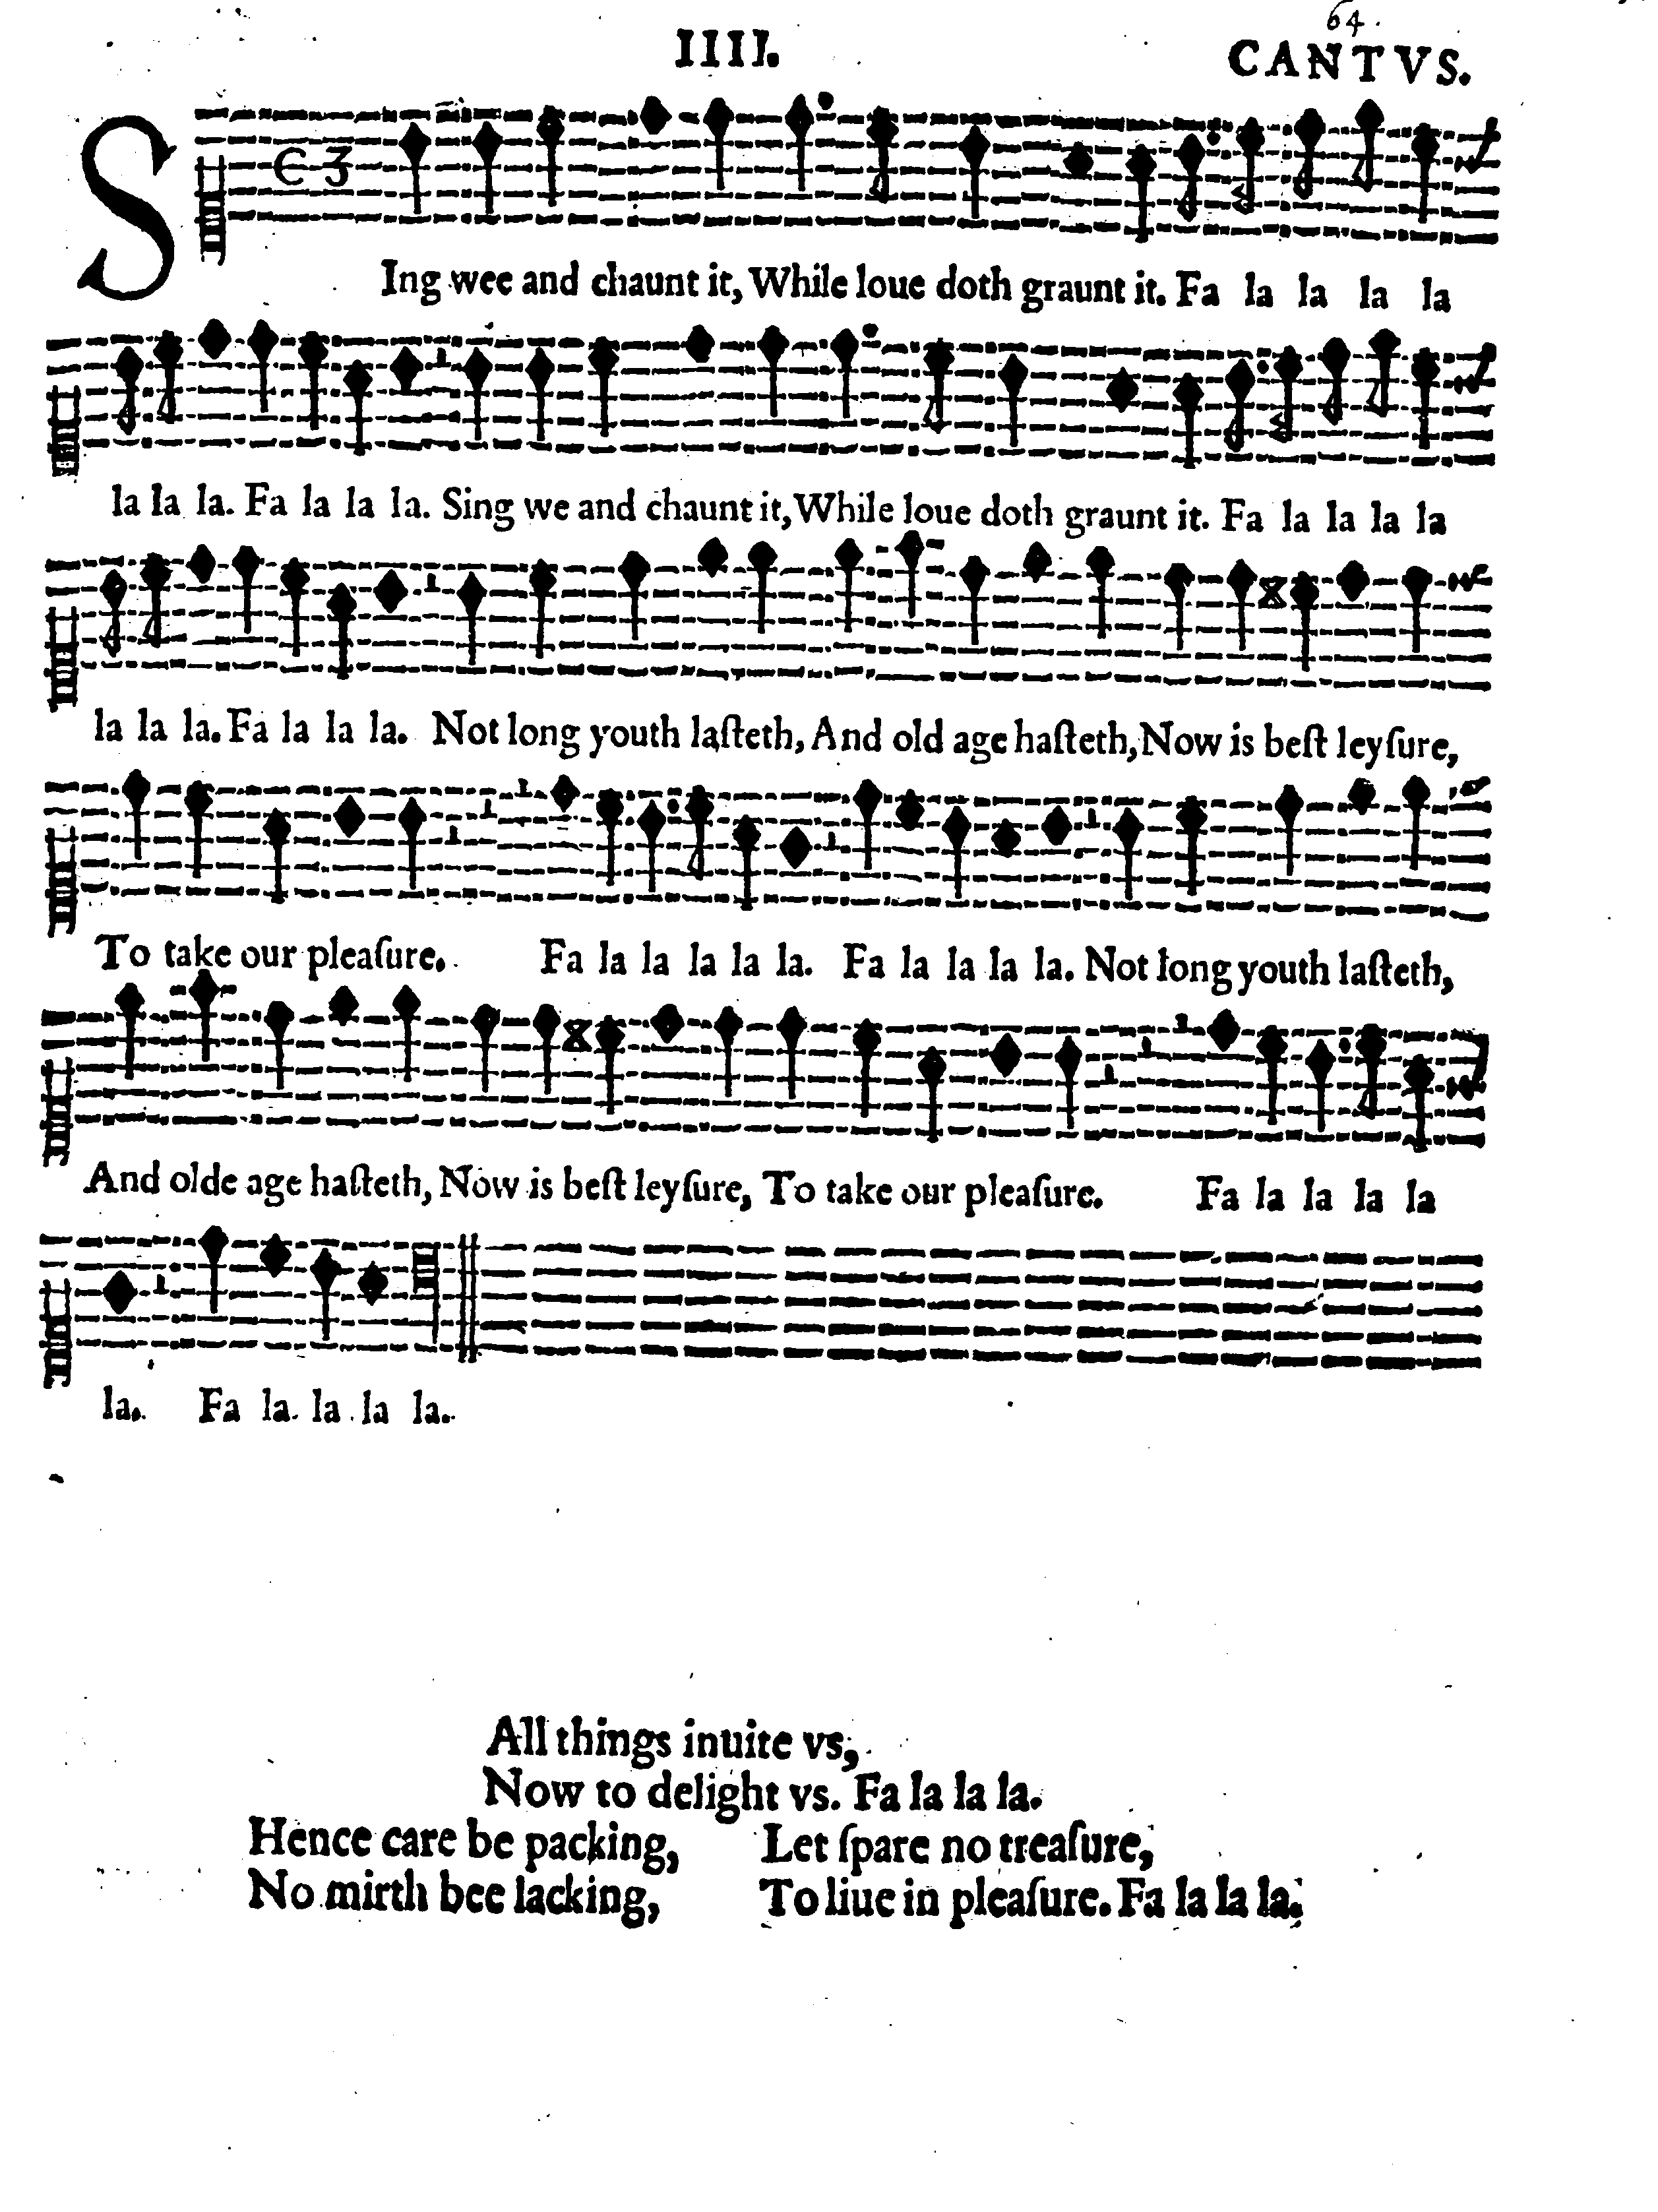 64.
IIII.
CANTVS.
SIng wee and chaunt it, While loue doth graunt it. Fa la la la la
la la la. Fa la la la. Sing we and chaunt it, While loue doth graunt it. Fa la la la la
la la la. Fa la la la. Not long youth laſteth, And old age haſteth, Now is beſt leyſure,
To take our pleaſure. Fa la la la la la. Fa la la la la. Not long youth laſteth,
And olde age haſteth, Now is beſt leyſure, To take our pleaſure. Fa la la la la
la. Fa la. la la la.
All things inuite vs,
Now to delight vs. Fa la la la.
Hence care be packing,
No mirth bee lacking,
Let ſpare no treaſure,
To liue in pleaſure. Fa la la la.